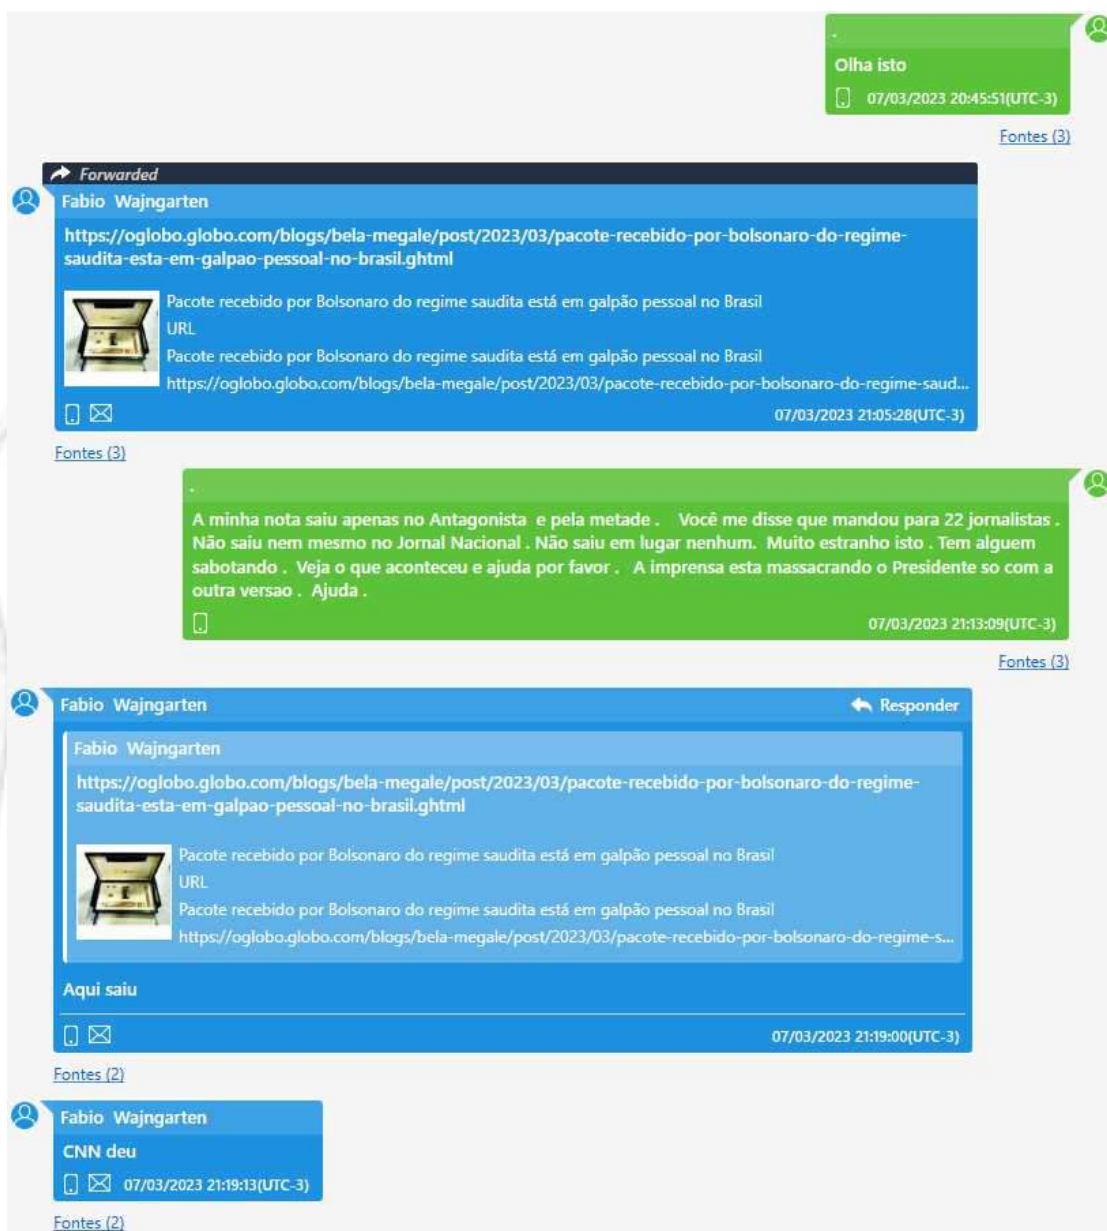 .
Olha isto
07/03/2023 20:45:51(UTC-3)
Fontes (3)
Forwarded
Fabio Wajngarten
https://oglobo.globo.com/blogs/bela-megale/post/2023/03/pacote-recebido-por-bolsonaro-do-regime-
saudita-esta-em-galpao-pessoal-no-brasil.ghtml
Pacote recebido por Bolsonaro do regime saudita está em galpão pessoal no Brasil
URL
Pacote recebido por Bolsonaro do regime saudita está em galpão pessoal no Brasil
https://oglobo.globo.com/blogs/bela-megale/post/2023/03/pacote-recebido-por-bolsonaro-do-regime-saud...
07/03/2023 21:05:28(UTC-3)
Fontes (3)
.
A minha nota saiu apenas no Antagonista e pela metade . Você me disse que mandou para 22 jornalistas .
Não saiu nem mesmo no Jornal Nacional . Não saiu em lugar nenhum. Muito estranho isto . Tem alguem
sabotando . Veja o que aconteceu e ajuda por favor . A imprensa esta massacrando o Presidente so com a
outra versao . Ajuda .
07/03/2023 21:13:09(UTC-3)
Fontes (3)
Fabio Wajngarten
Responder
Fabio Wajngarten
https://oglobo.globo.com/blogs/bela-megale/post/2023/03/pacote-recebido-por-bolsonaro-do-regime-
saudita-esta-em-galpao-pessoal-no-brasil.ghtml
Pacote recebido por Bolsonaro do regime saudita está em galpão pessoal no Brasil
URL
Pacote recebido por Bolsonaro do regime saudita está em galpão pessoal no Brasil
https://oglobo.globo.com/blogs/bela-megale/post/2023/03/pacote-recebido-por-bolsonaro-do-regime-s...
Aqui saiu
07/03/2023 21:19:00(UTC-3)
Fontes (2)
Fabio Wajngarten
CNN deu
07/03/2023 21:19:13(UTC-3)
Fontes (2)